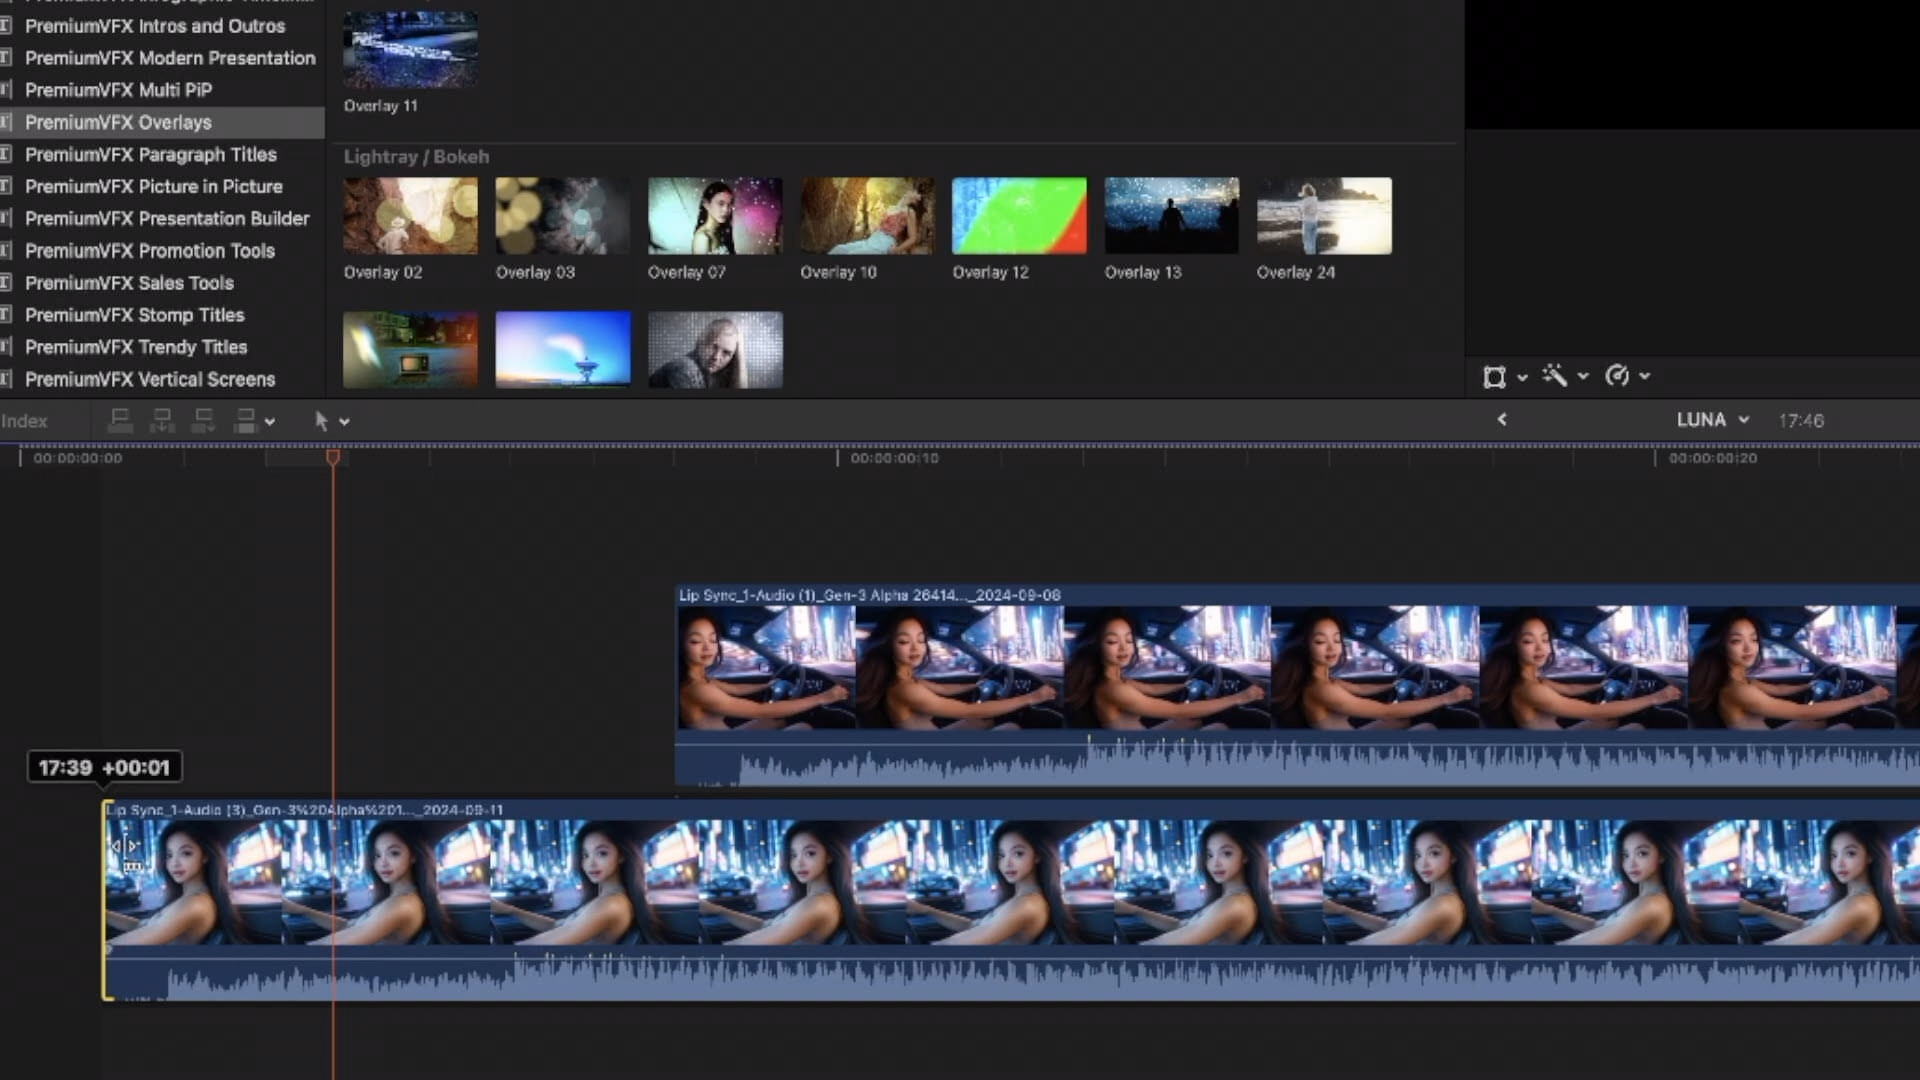 PremiumVFX Intros and Outros
PremiumVFX Modern Presentation
PremiumVFX Multi PiP
PremiumVFX Overlays
PremiumVFX Paragraph Titles
PremiumVFX Picture in Picture
PremiumVFX Presentation Builder
PremiumVFX Promotion Tools
PremiumVFX Sales Tools
PremiumVFX Stomp Titles
PremiumVFX Trendy Titles
PremiumVFX Vertical Screens
Overlay 11
Lightray / Bokeh
Overlay 02
Overlay 03
Overlay 07
Overlay 10
Overlay 12
Overlay 13
Overlay 24
Index
LUNA
17:46
00:00:00:00
00:00:00:10
00:00:00:20
Lip Sync_1-Audio (1)_Gen-3 Alpha 26414..._2024-09-08
17:39 +00:01
Lip Sync_1-Audio (3)_Gen-3%20Alpha%201..._2024-09-11